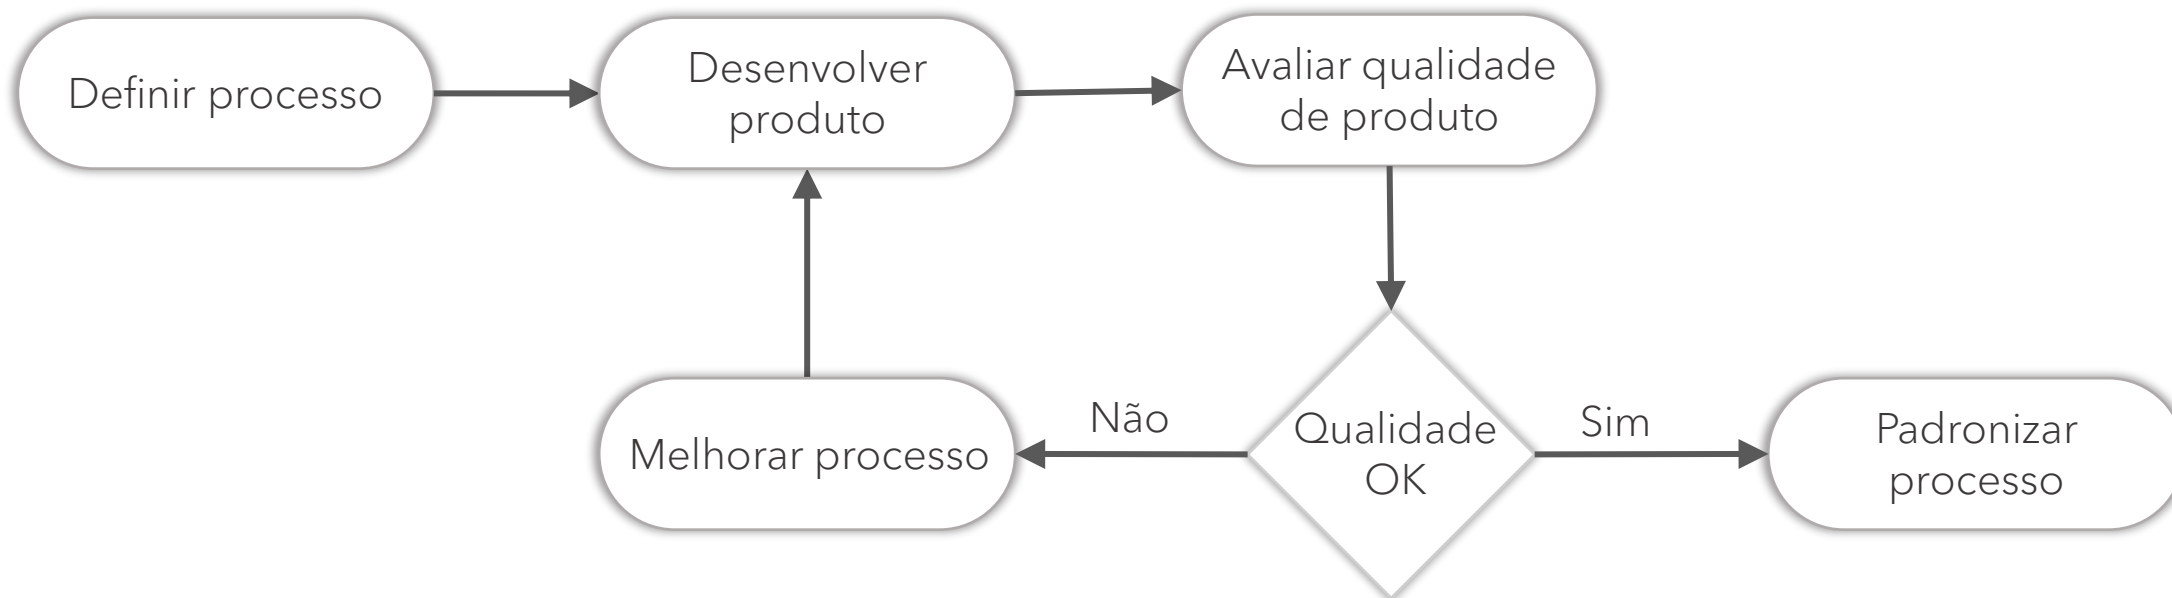 Definir processo
Desenvolver
produto
Avaliar qualidade
de produto
Melhorar processo
Não
Qualidade
OK
Sim
Padronizar
processo